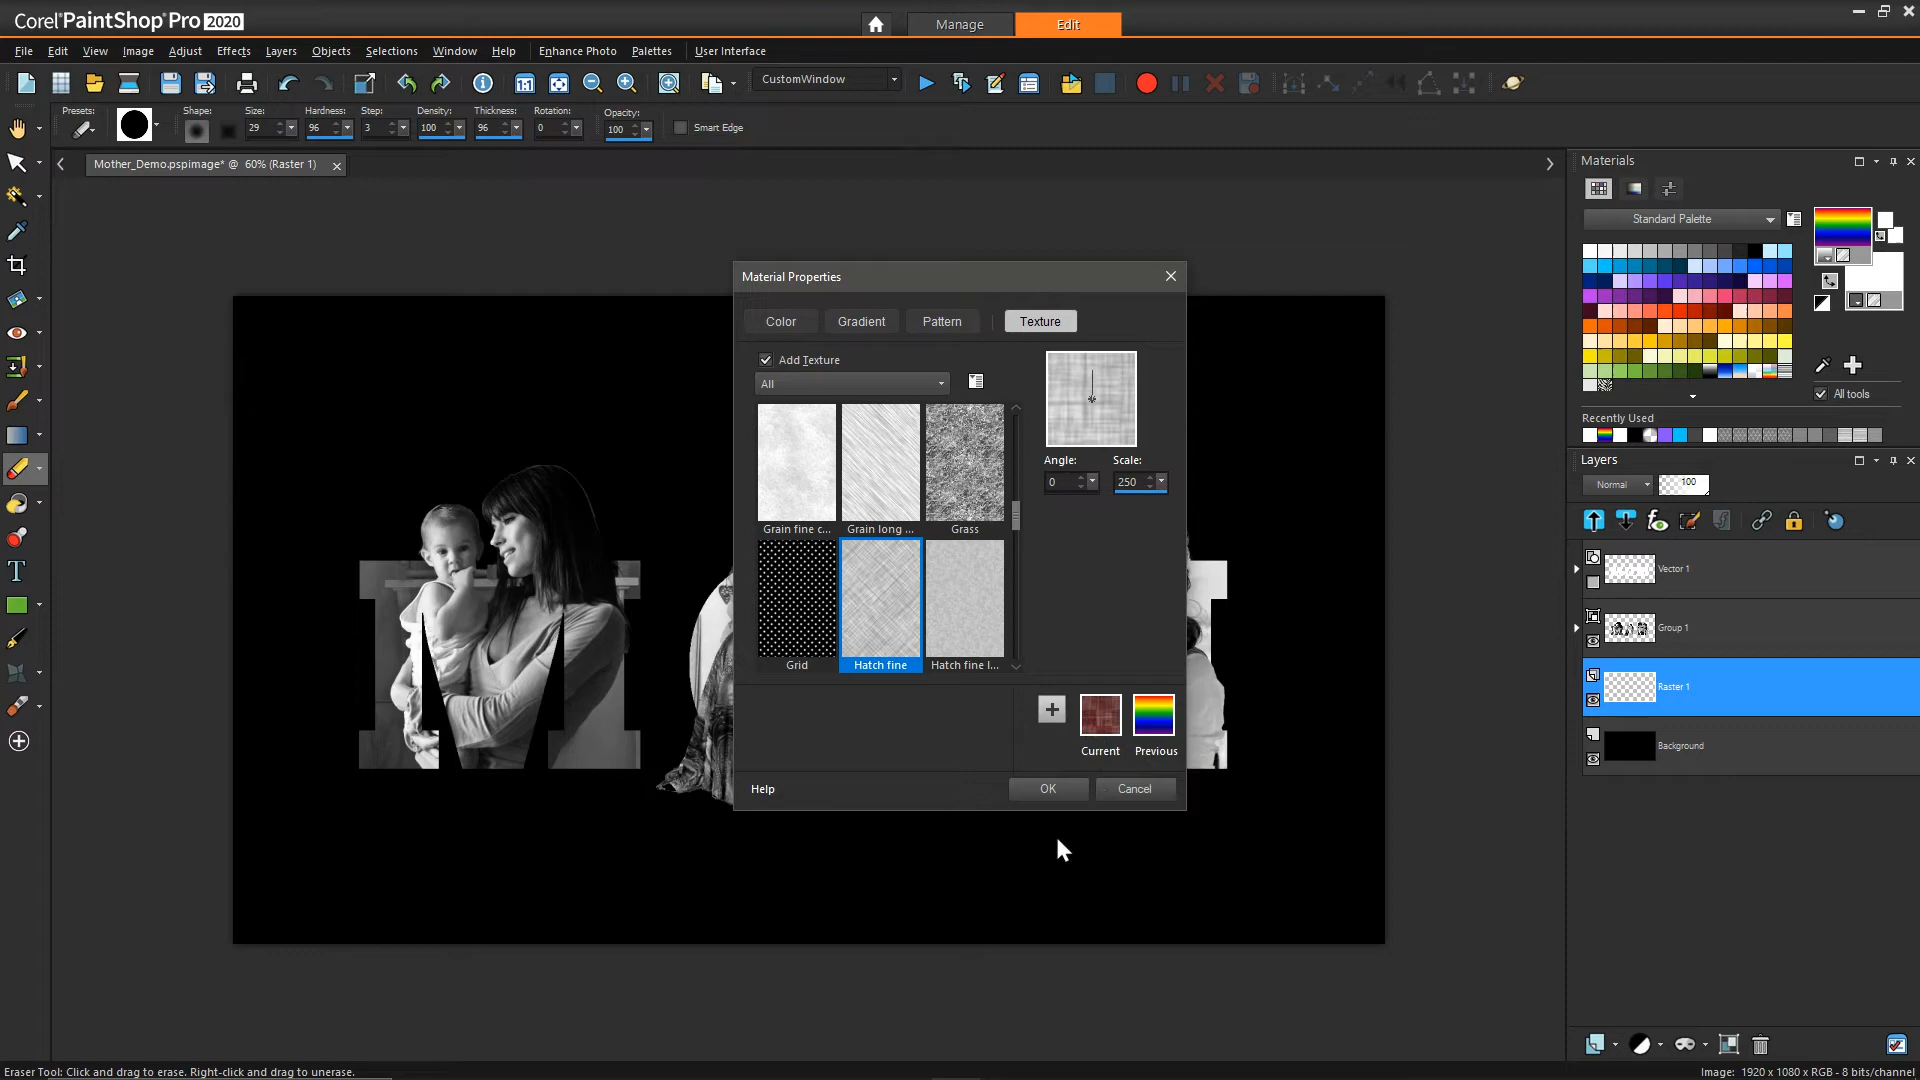 Corel PaintShop Pro 2020
Manage
Edit
File Edit View Image Adjust Effects Layers Objects Selections Window Help Enhance Photo Palettes User Interface
CustomWindow
Presets: Shape: Size: Hardness: Step: Density: Thickness: Rotation: Opacity:
29 96 3 100 96 0 100 Smart Edge
Mother_Demo.pspimage* @ 60% (Raster 1)
Material Properties
Color Gradient Pattern Texture
Add Texture
All
Grain fine c... Grain long ... Grass
Grid Hatch fine Hatch fine l...
Angle: Scale:
0 250
Current Previous
Help OK Cancel
Materials
Standard Palette
All tools
Recently Used
Layers
Normal 100
Vector 1
Group 1
Raster 1
Background
Eraser Tool: Click and drag to erase. Right-click and drag to unerase.
Image: 1920 x 1080 x RGB - 8 bits/channel